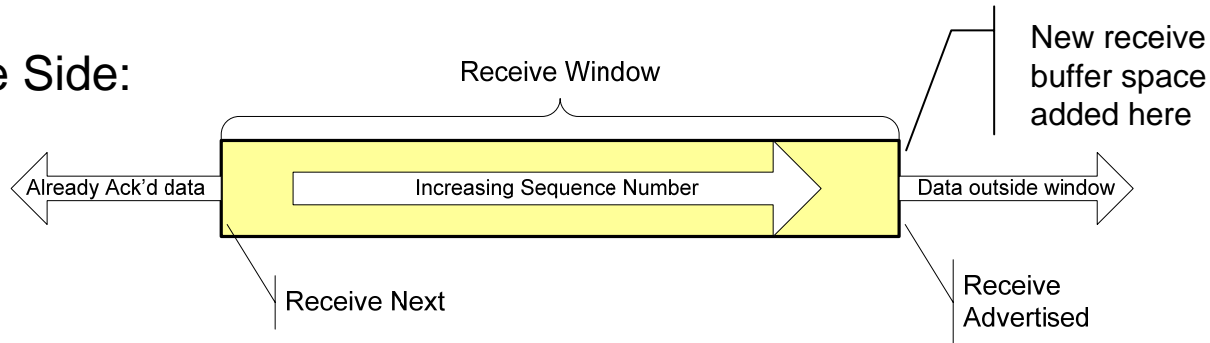 New receive
buffer space
added here
Side:
Receive Window
Already Ack'd data
Increasing Sequence Number
Data outside window
Receive Next
Receive
Advertised